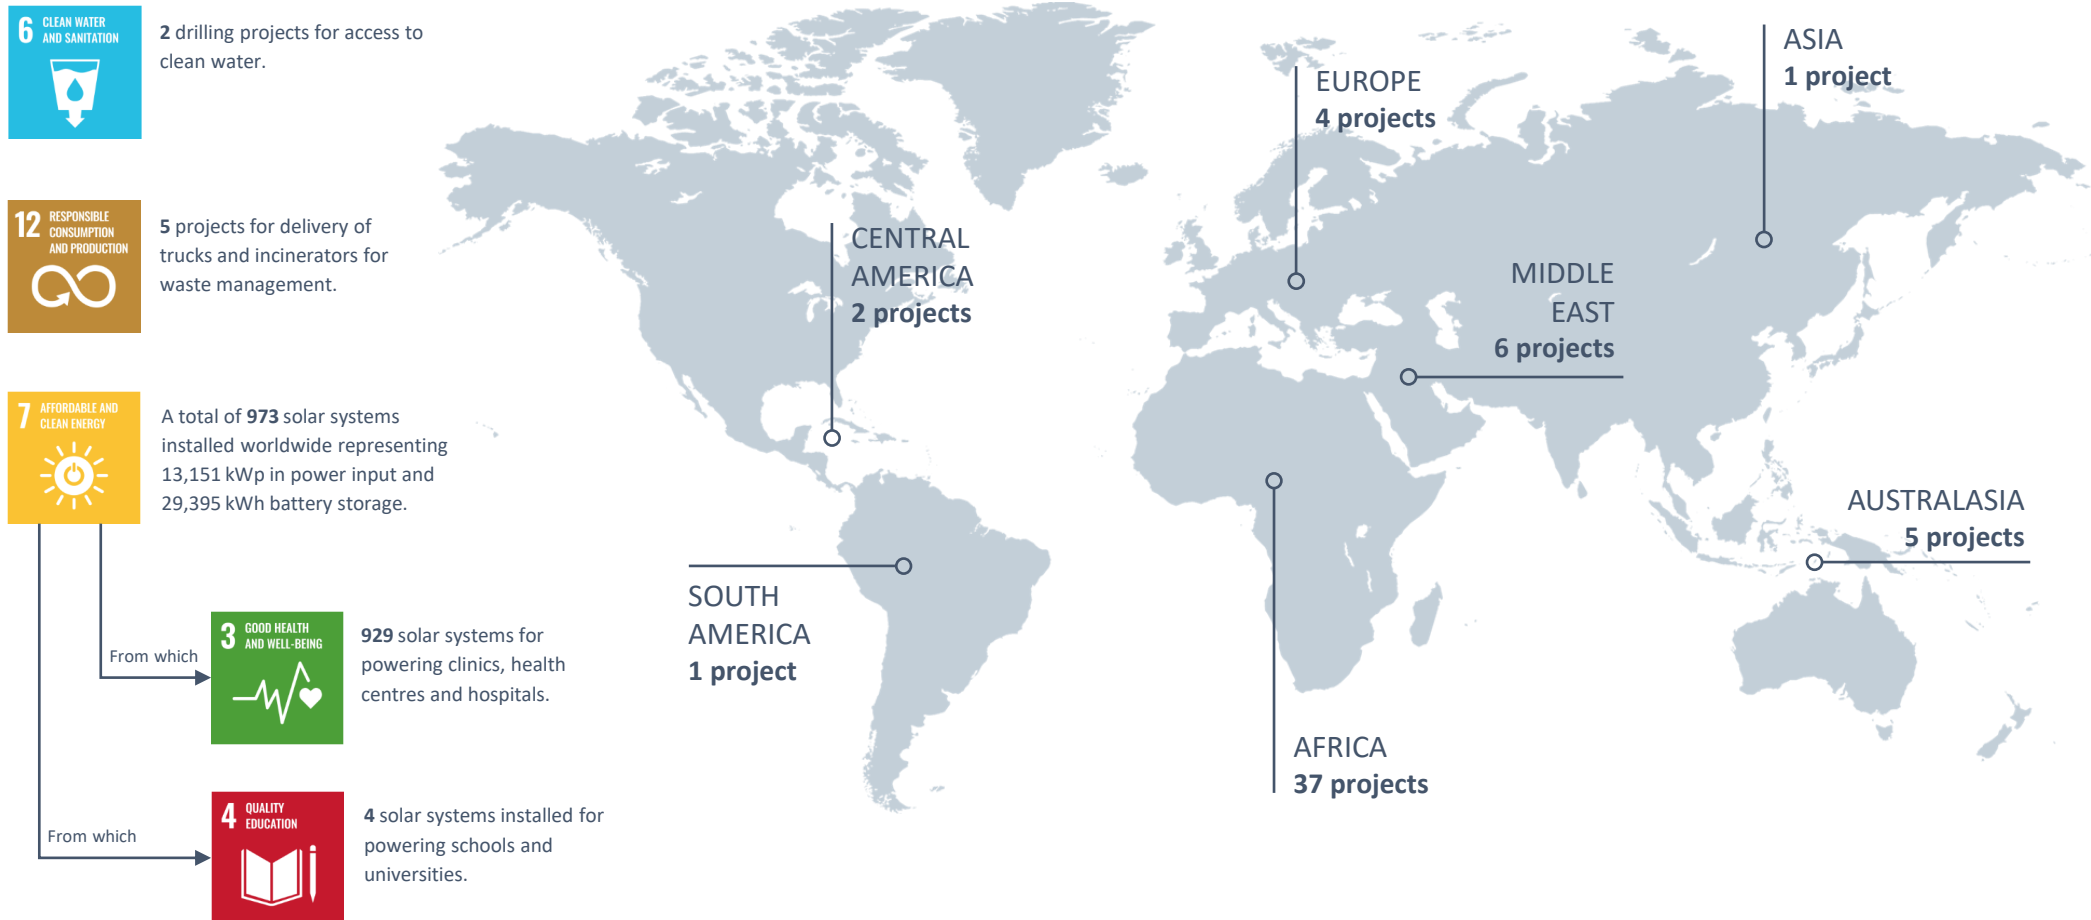 6 CLEAN WATER
AND SANITATION
2 drilling projects for access to
clean water.
12 RESPONSIBLE
CONSUMPTION
AND PRODUCTION
5 projects for delivery of
trucks and incinerators for
waste management.
7 AFFORDABLE AND
CLEAN ENERGY
A total of 973 solar systems
installed worldwide representing
13,151 kWp in power input and
29,395 kWh battery storage.
From which
3 GOOD HEALTH
AND WELL-BEING
929 solar systems for
powering clinics, health
centres and hospitals.
From which
4 QUALITY
EDUCATION
4 solar systems installed for
powering schools and
universities.
CENTRAL
AMERICA
2 projects
SOUTH
AMERICA
1 project
EUROPE
4 projects
ASIA
1 project
MIDDLE
EAST
6 projects
AUSTRALASIA
5 projects
AFRICA
37 projects